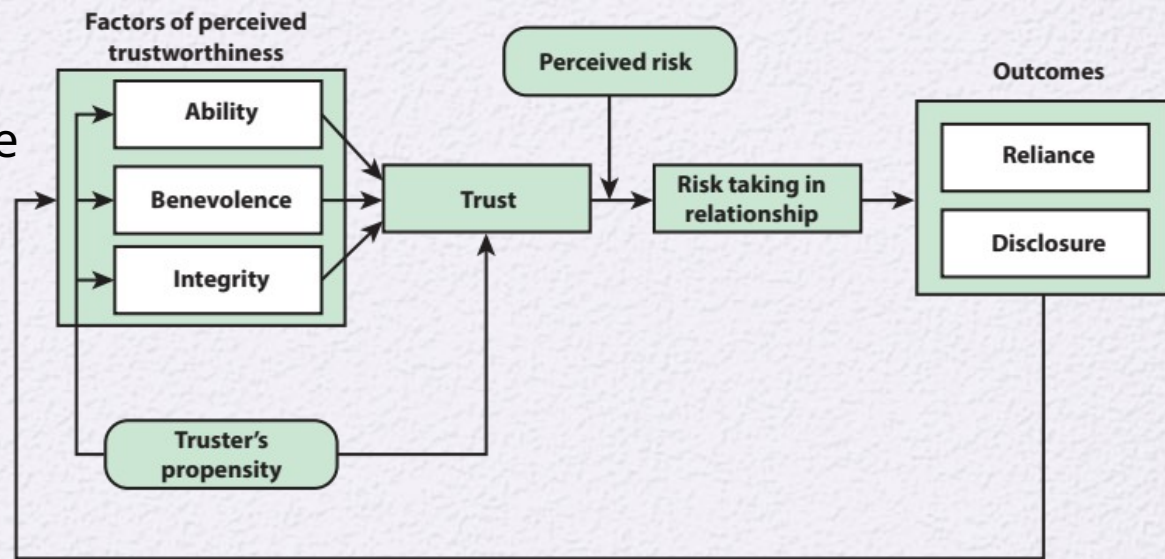 Factors of perceived
trustworthiness
Ability
Benevolence
Integrity
Truster's
propensity
Trust
Perceived risk
Risk taking in
relationship
Outcomes
Reliance
Disclosure